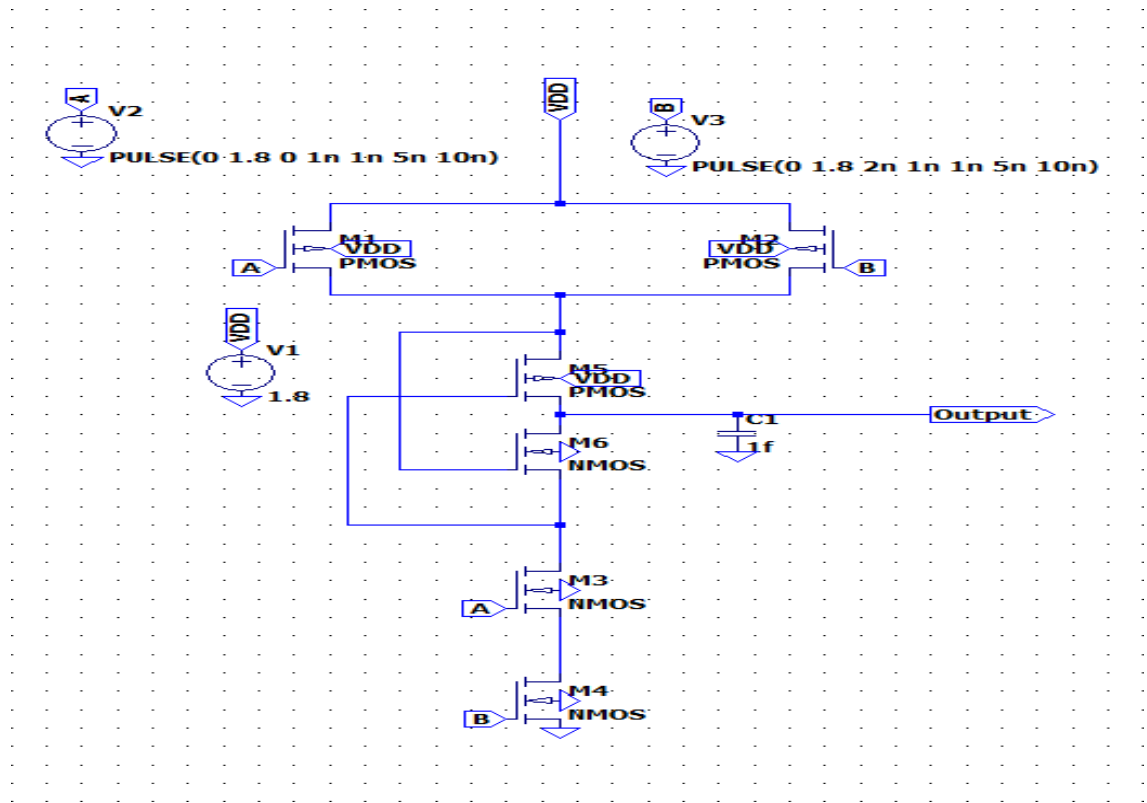 A
V2
PULSE(0 1.8 0 1n 1n 5n 10n)
VDD
B
V3
PULSE(0 1.8 2n 1n 1n 5n 10n)
M1
VDD
PMOS
A
M2
VDD
PMOS
B
VDD
V1
1.8
M5
VDD
PMOS
Output
C1
1f
M6
NMOS
M3
NMOS
A
M4
NMOS
B